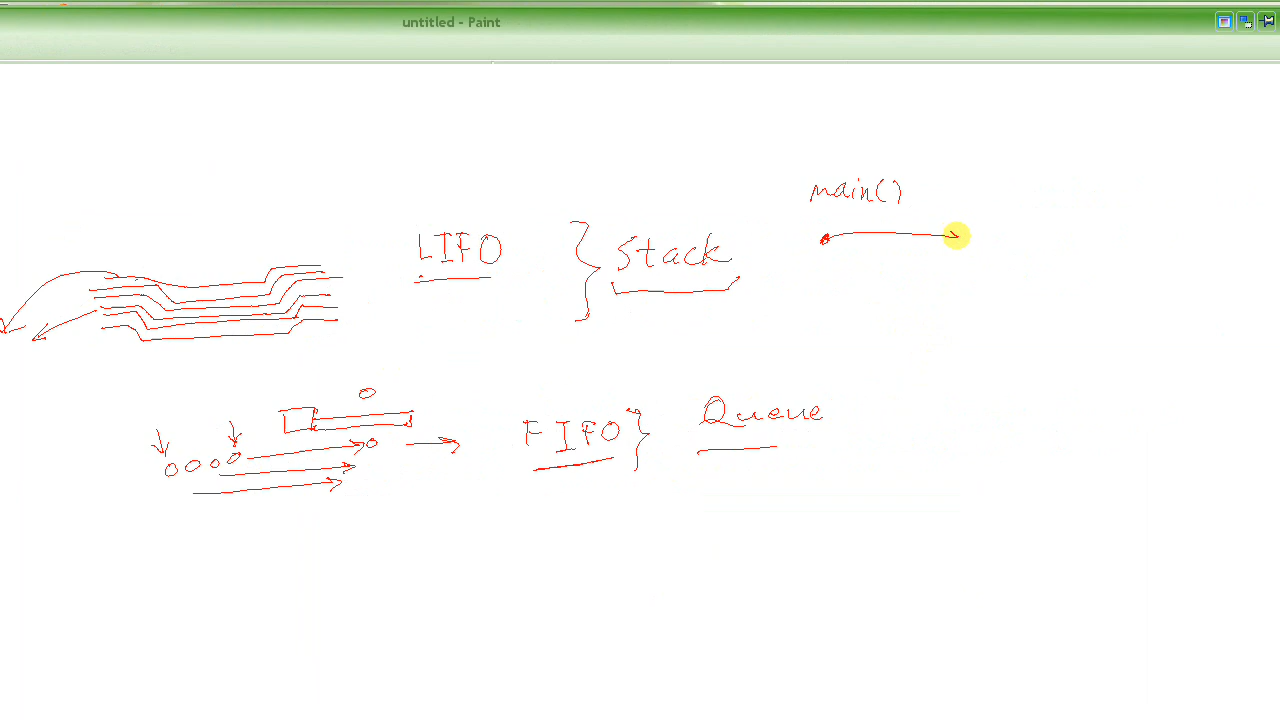 untitled - Paint
main()
LIFO } Stack
FIFO } Queue